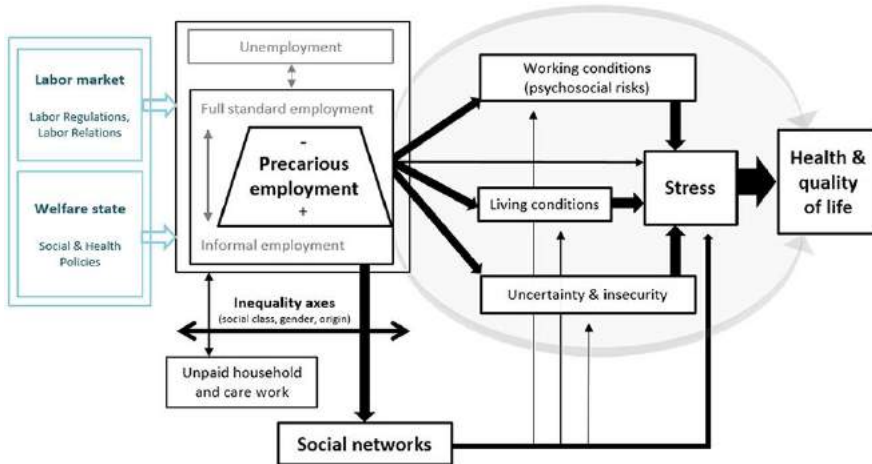 Labor market
Labor Regulations,
Labor Relations
Welfare state
Social & Health
Policies
Unemployment
Full standard employment
-
Precarious
employment
+
Informal employment
Inequality axes
(social class, gender, origin)
Unpaid household
and care work
Social networks
Working conditions
(psychosocial risks)
Living conditions
Uncertainty & insecurity
Stress
Health &
quality
of life